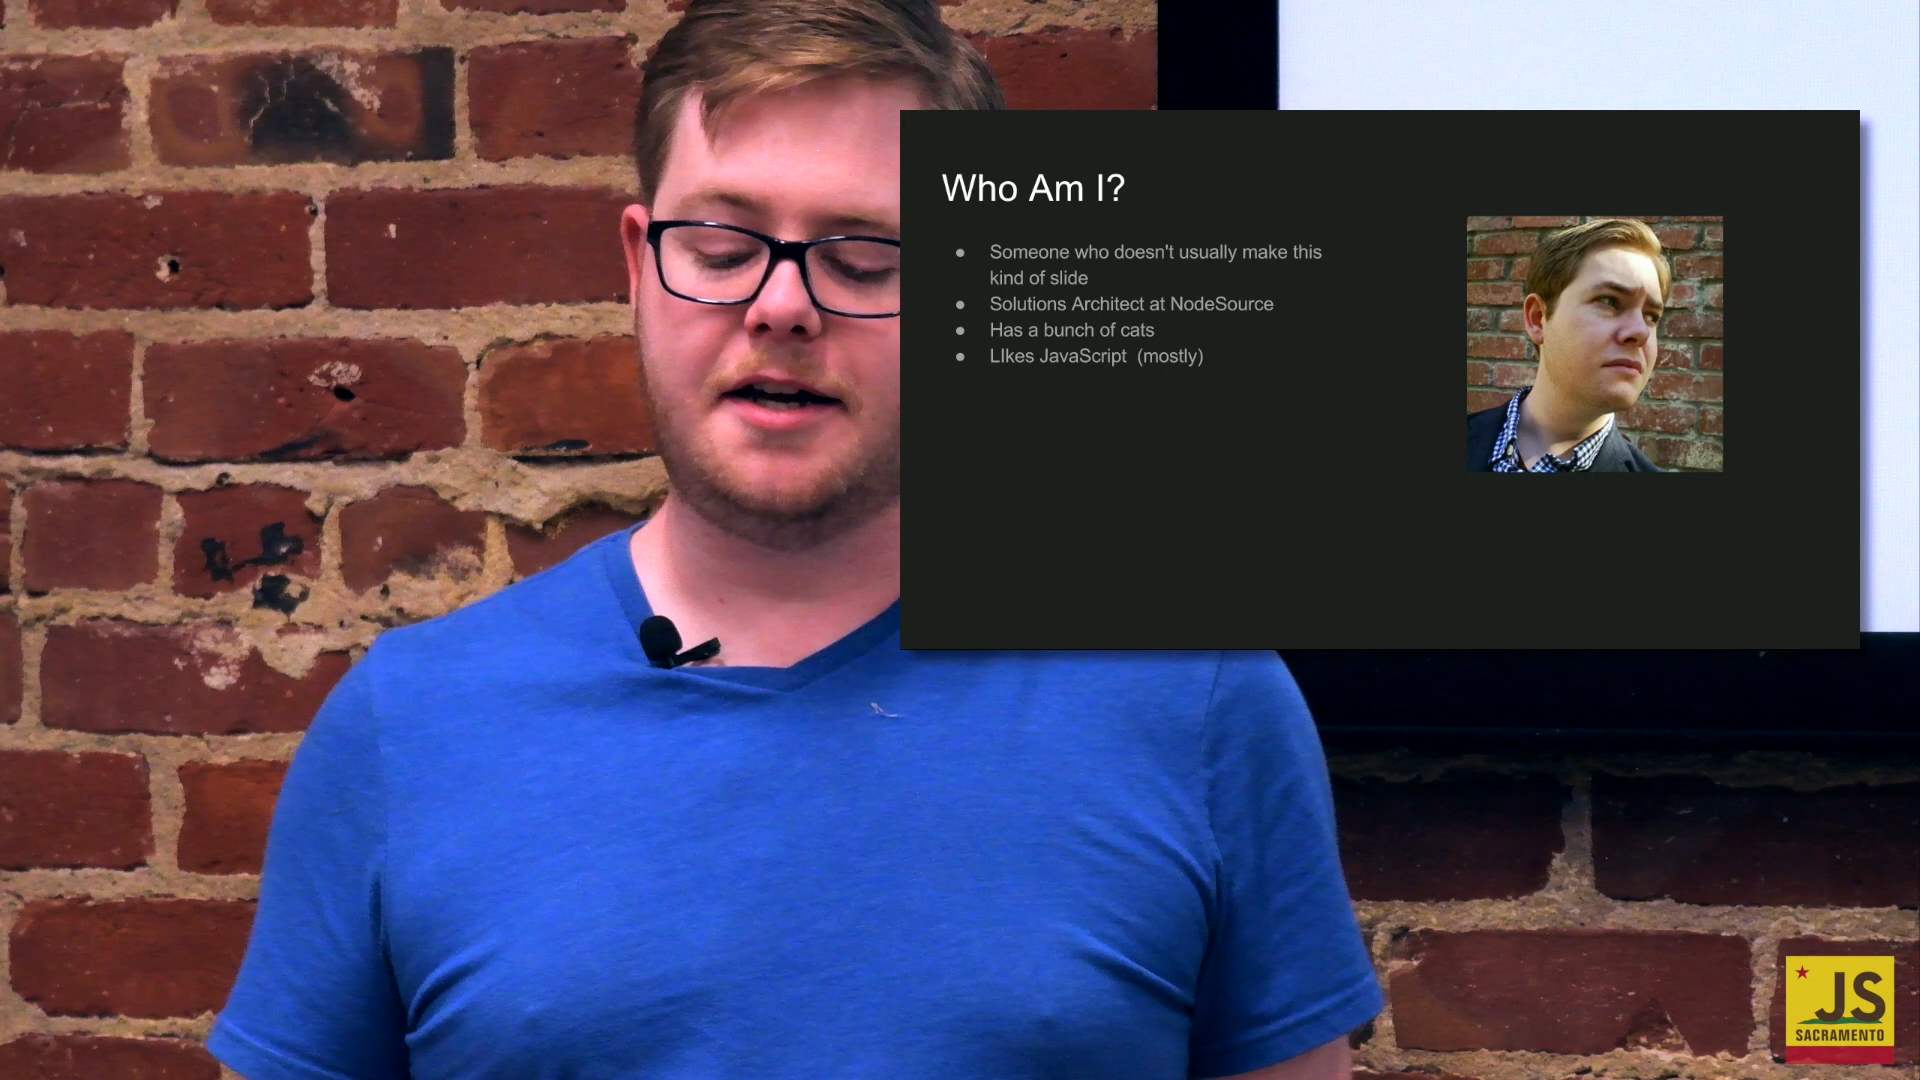 Who Am I?
● Someone who doesn't usually make this
kind of slide
● Solutions Architect at NodeSource
● Has a bunch of cats
● LIkes JavaScript (mostly)
JS
SACRAMENTO